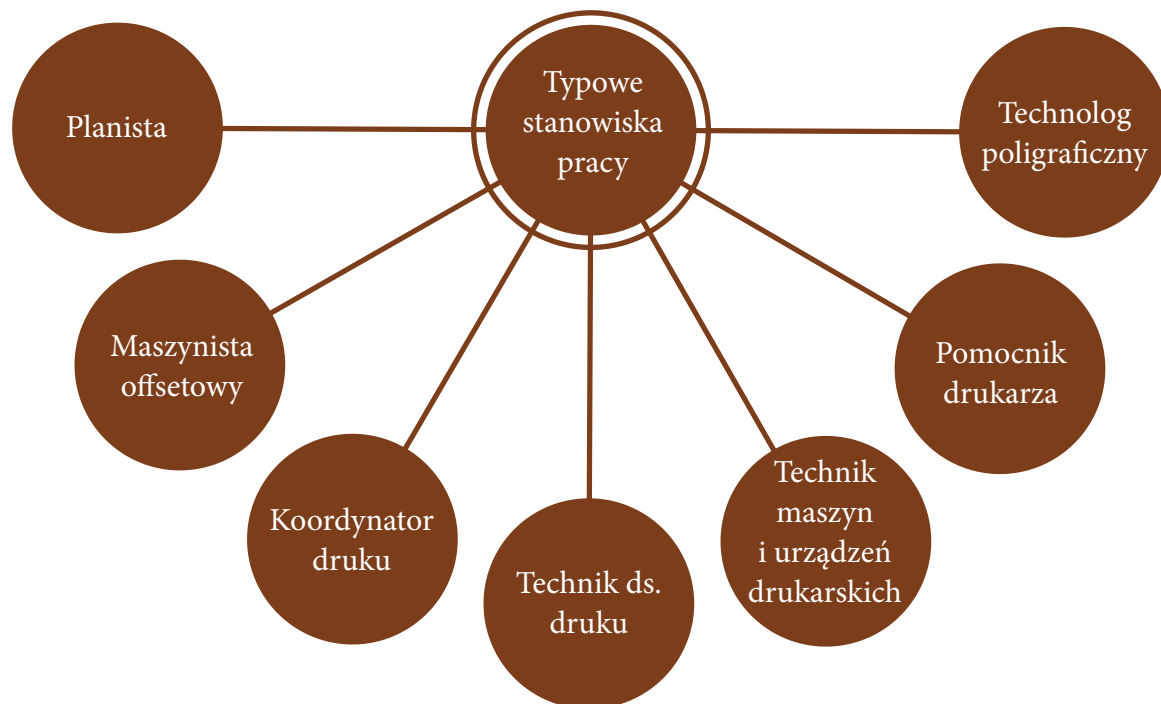 Typowe
stanowiska
pracy
Planista
Maszynista
offsetowy
Koordynator
druku
Technik ds.
druku
Technik
maszyn
i urządzeń
drukarskich
Pomocnik
drukarza
Technolog
poligraficzny